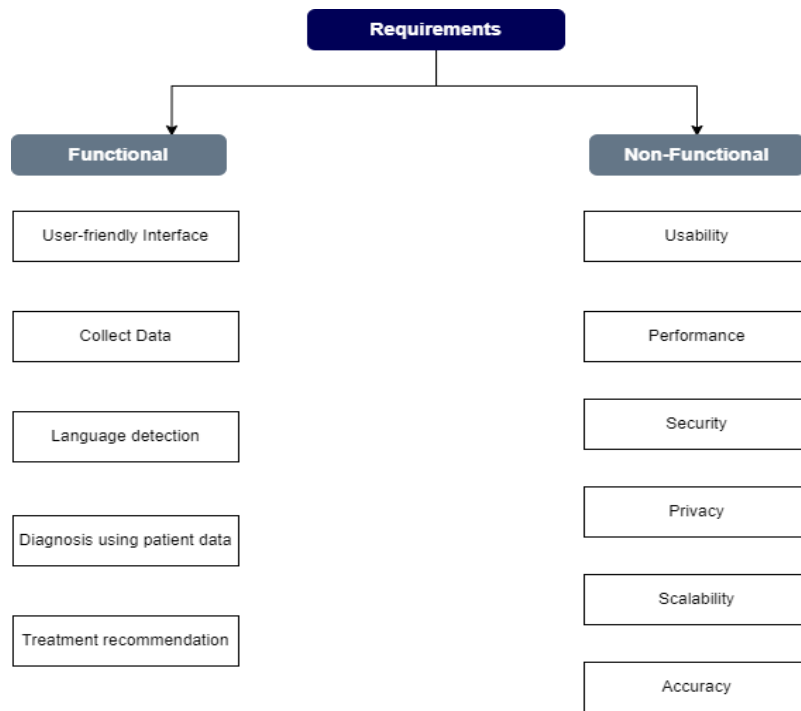 Requirements
Functional
Non-Functional
User-friendly Interface
Usability
Collect Data
Performance
Security
Language detection
Privacy
Diagnosis using patient data
Scalability
Treatment recommendation
Accuracy